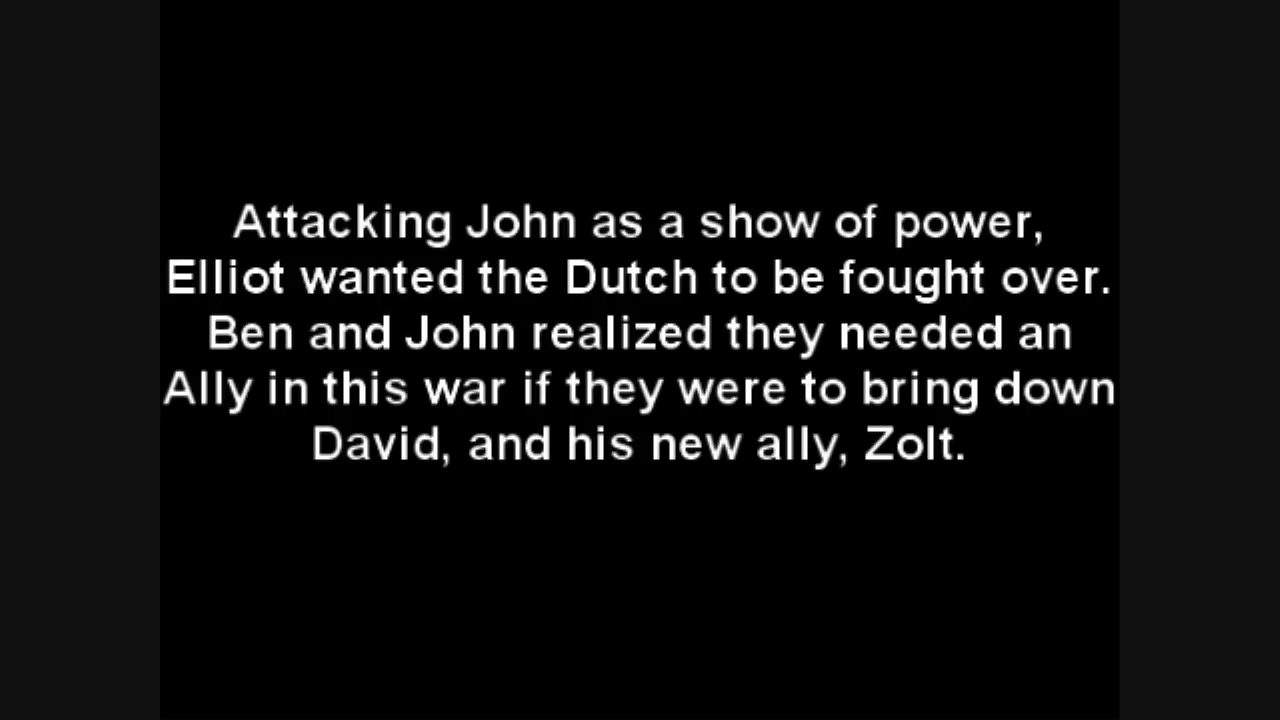 Attacking John as a show of power,
Elliot wanted the Dutch to be fought over.
Ben and John realized they needed an
Ally in this war if they were to bring down
David, and his new ally, Zolt.